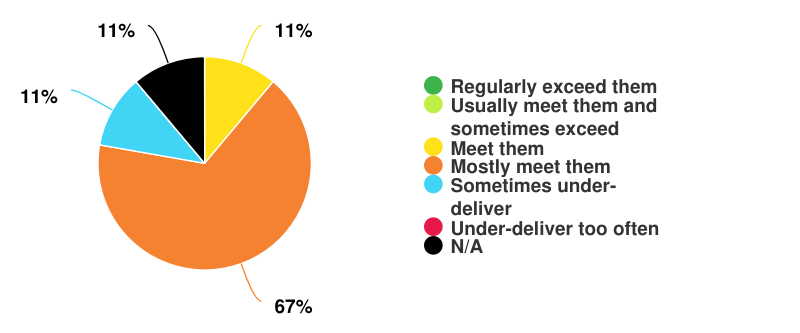 11%
11%
11%
67%
Regularly exceed them
Usually meet them and
sometimes exceed
Meet them
Mostly meet them
Sometimes under-
deliver
Under-deliver too often
N/A